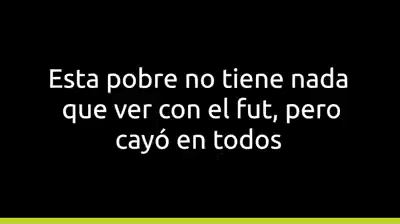 Esta pobre no tiene nada
que ver con el fut, pero
cayó en todos